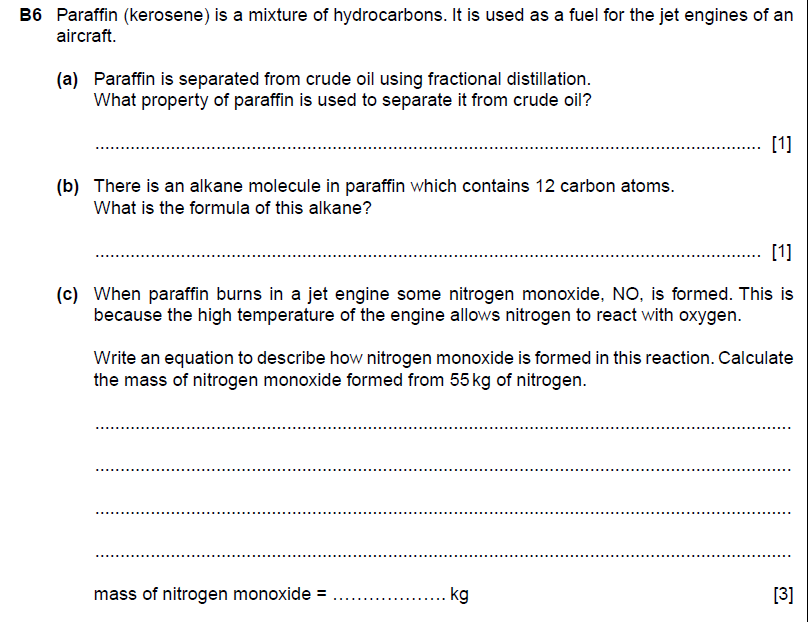 B6 Paraffin (kerosene) is a mixture of hydrocarbons. It is used as a fuel for the jet engines of an
aircraft.
(a) Paraffin is separated from crude oil using fractional distillation.
What property of paraffin is used to separate it from crude oil?
.......................................................................................................................................... [1]
(b) There is an alkane molecule in paraffin which contains 12 carbon atoms.
What is the formula of this alkane?
.......................................................................................................................................... [1]
(c) When paraffin burns in a jet engine some nitrogen monoxide, NO, is formed. This is
because the high temperature of the engine allows nitrogen to react with oxygen.
Write an equation to describe how nitrogen monoxide is formed in this reaction. Calculate
the mass of nitrogen monoxide formed from 55 kg of nitrogen.
..........................................................................................................................................
..........................................................................................................................................
..........................................................................................................................................
..........................................................................................................................................
mass of nitrogen monoxide = ................... kg [3]